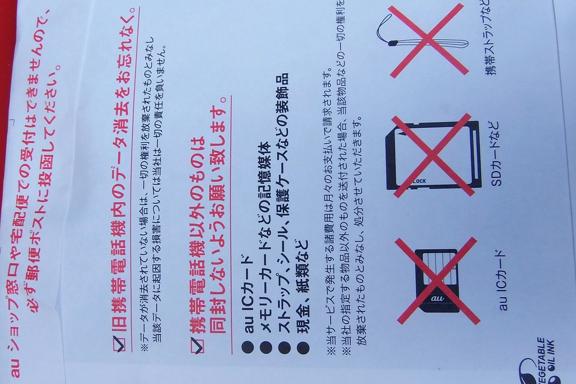 au ショップ窓口や宅配便での受付はできませんので、
必ず郵便ポストに投函してください。
旧携帯電話機内のデータ消去をお忘れなく。
※データが消去されていない場合は、一切の権利を放棄されたものとみなし
当該データに起因する損害については当社は一切の責任を負いません。
携帯電話機以外のものは
同封しないようお願い致します。
● au ICカード
● メモリーカードなどの記憶媒体
● ストラップ、シール、保護ケースなどの装飾品
● 現金、紙類など
※当サービスで発生する諸費用は月々のお支払いで請求されます。
※当社の指定する物品以外のものを送付された場合、当該物品などの一切の権利を
放棄されたものとみなし、処分させていただきます。
携帯ストラップなど
LOCK
SDカードなど
au
au ICカード
VEGETABLE
OIL INK